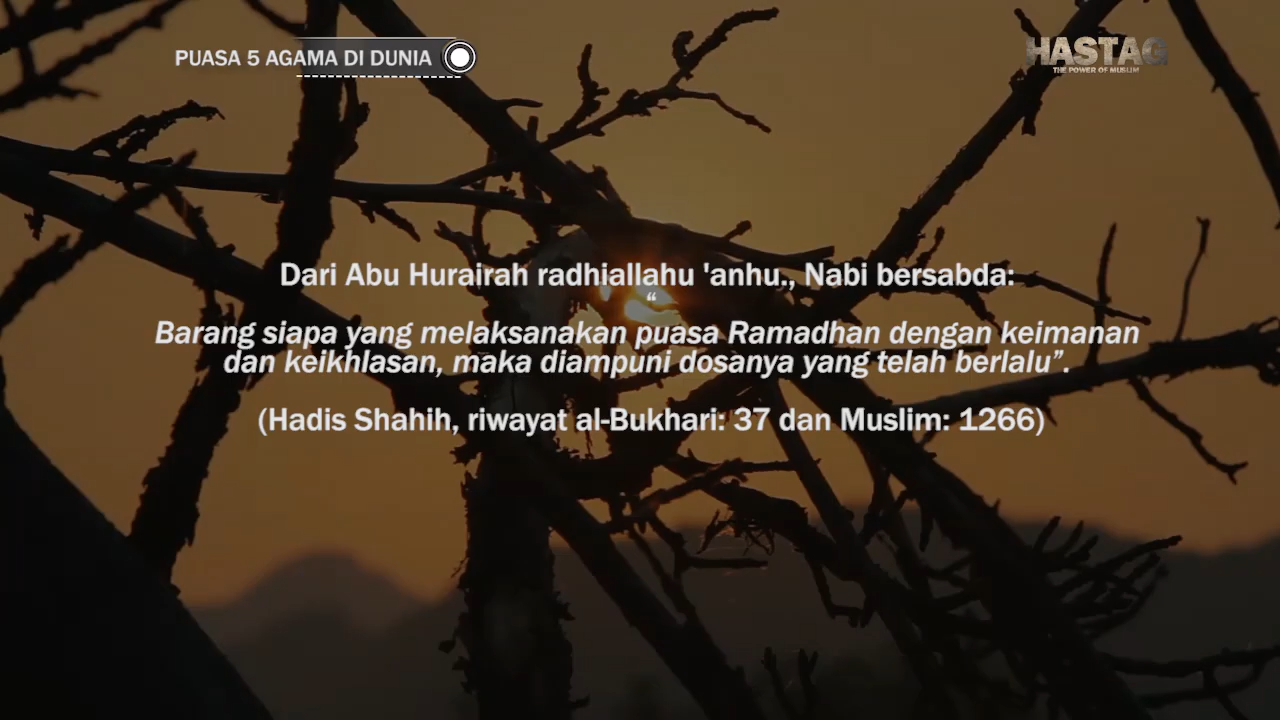 PUASA 5 AGAMA DI DUNIA
HASTAG
THE POWER OF MUSLIM
Dari Abu Hurairah radhiallahu 'anhu., Nabi bersabda:
“
Barang siapa yang melaksanakan puasa Ramadhan dengan keimanan
dan keikhlasan, maka diampuni dosanya yang telah berlalu”.
(Hadis Shahih, riwayat al-Bukhari: 37 dan Muslim: 1266)